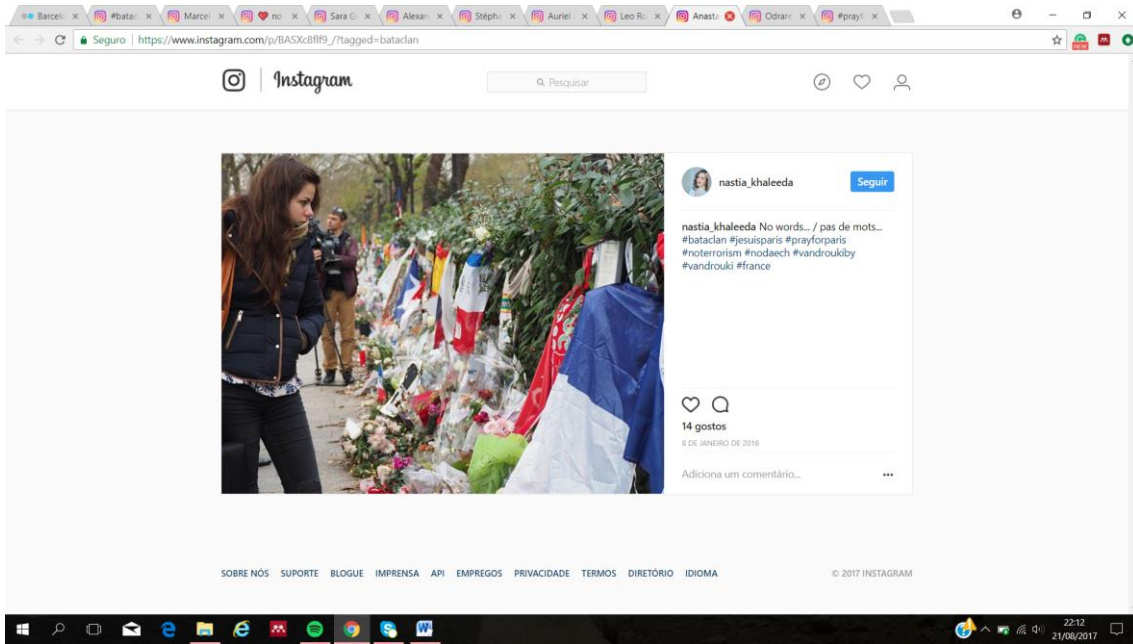 Barcelo
#batac
Marcel
no
Sara G
Alexan
Stépha
Auriel
Leo Ro
Anasta
Odrare
#prayf
Seguro
https://www.instagram.com/p/BASXc8flf9_/?tagged=bataclan
NEW
Instagram
Pesquisar
nastia_khaleeda
Seguir
nastia_khaleeda No words... / pas de mots...
#bataclan #jesuisparis #prayforparis
#noterrorism #nodaech #vandroukiby
#vandrouki #france
14 gostos
6 DE JANEIRO DE 2016
Adiciona um comentário...
SOBRE NÓS SUPORTE BLOGUE IMPRENSA API EMPREGOS PRIVACIDADE TERMOS DIRETÓRIO IDIOMA
© 2017 INSTAGRAM
22:12
21/08/2017